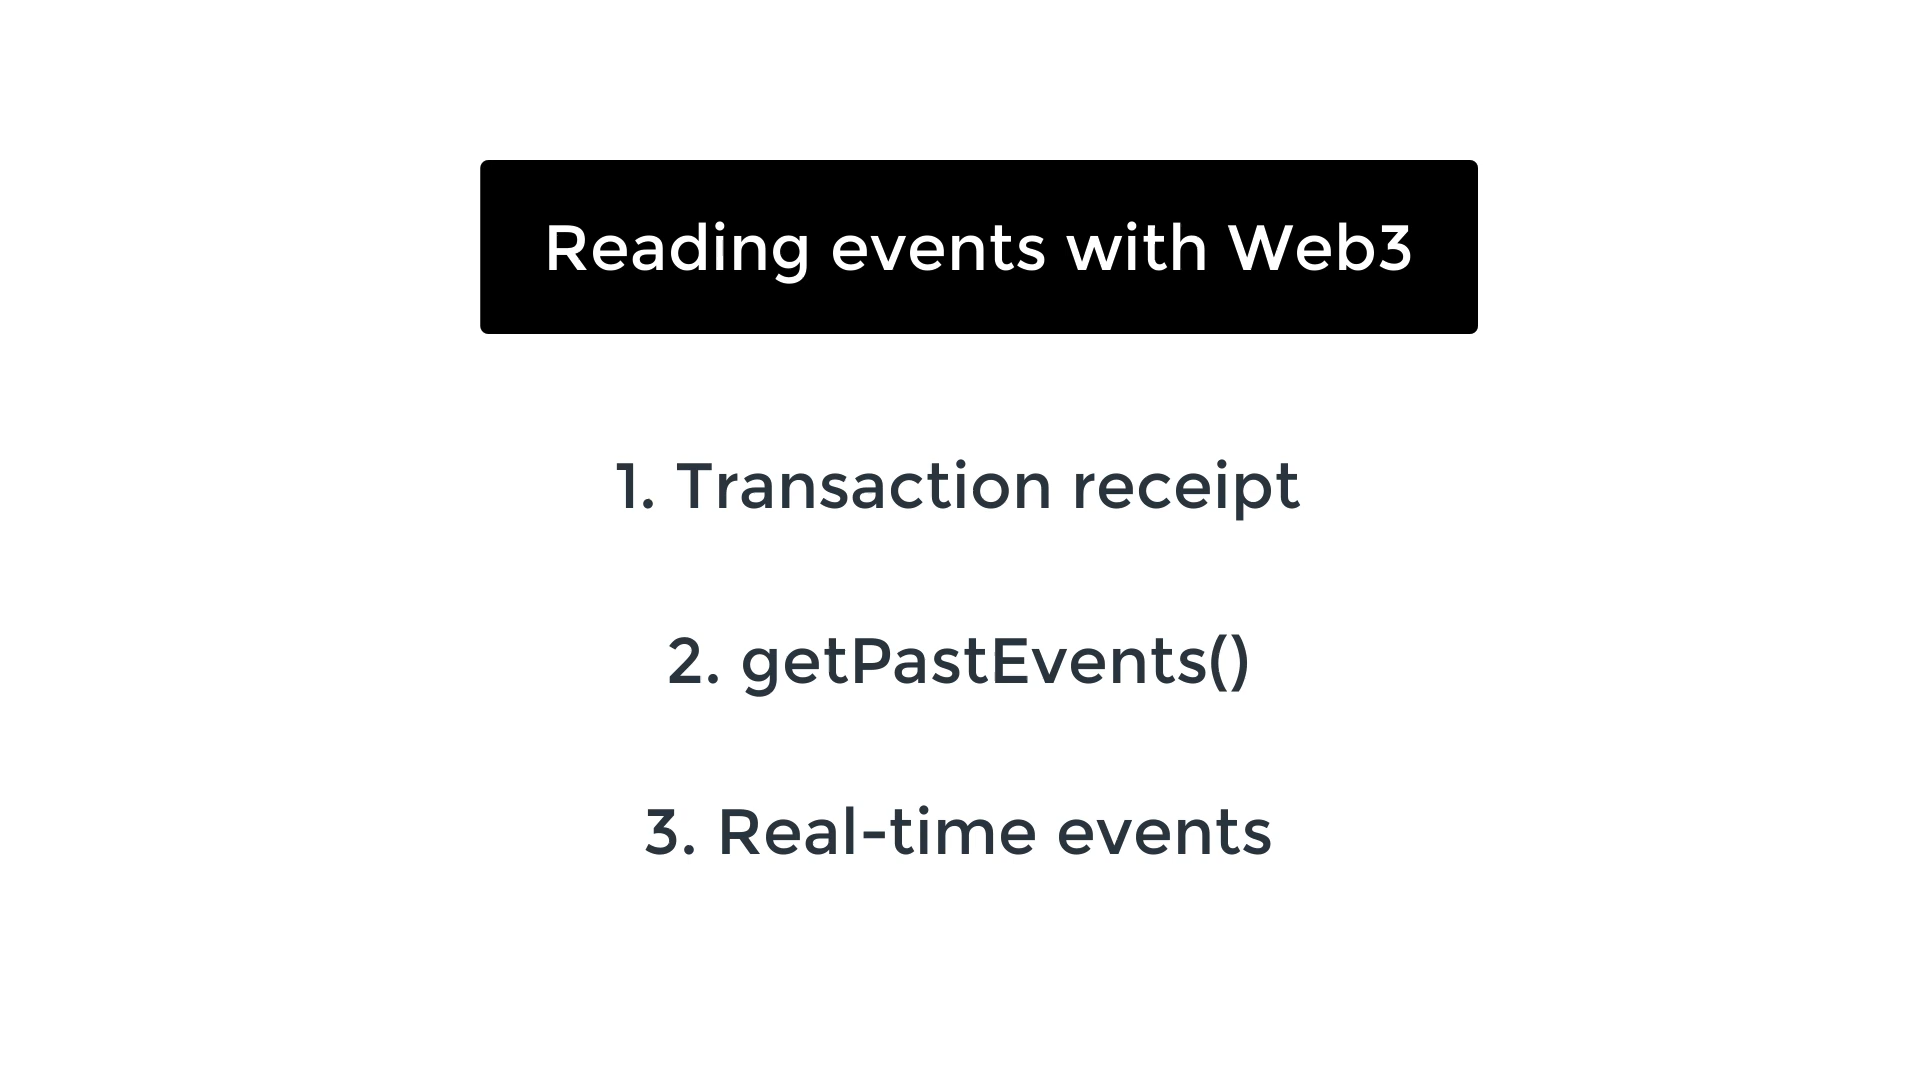 Reading events with Web3
1. Transaction receipt
2. getPastEvents()
3. Real-time events